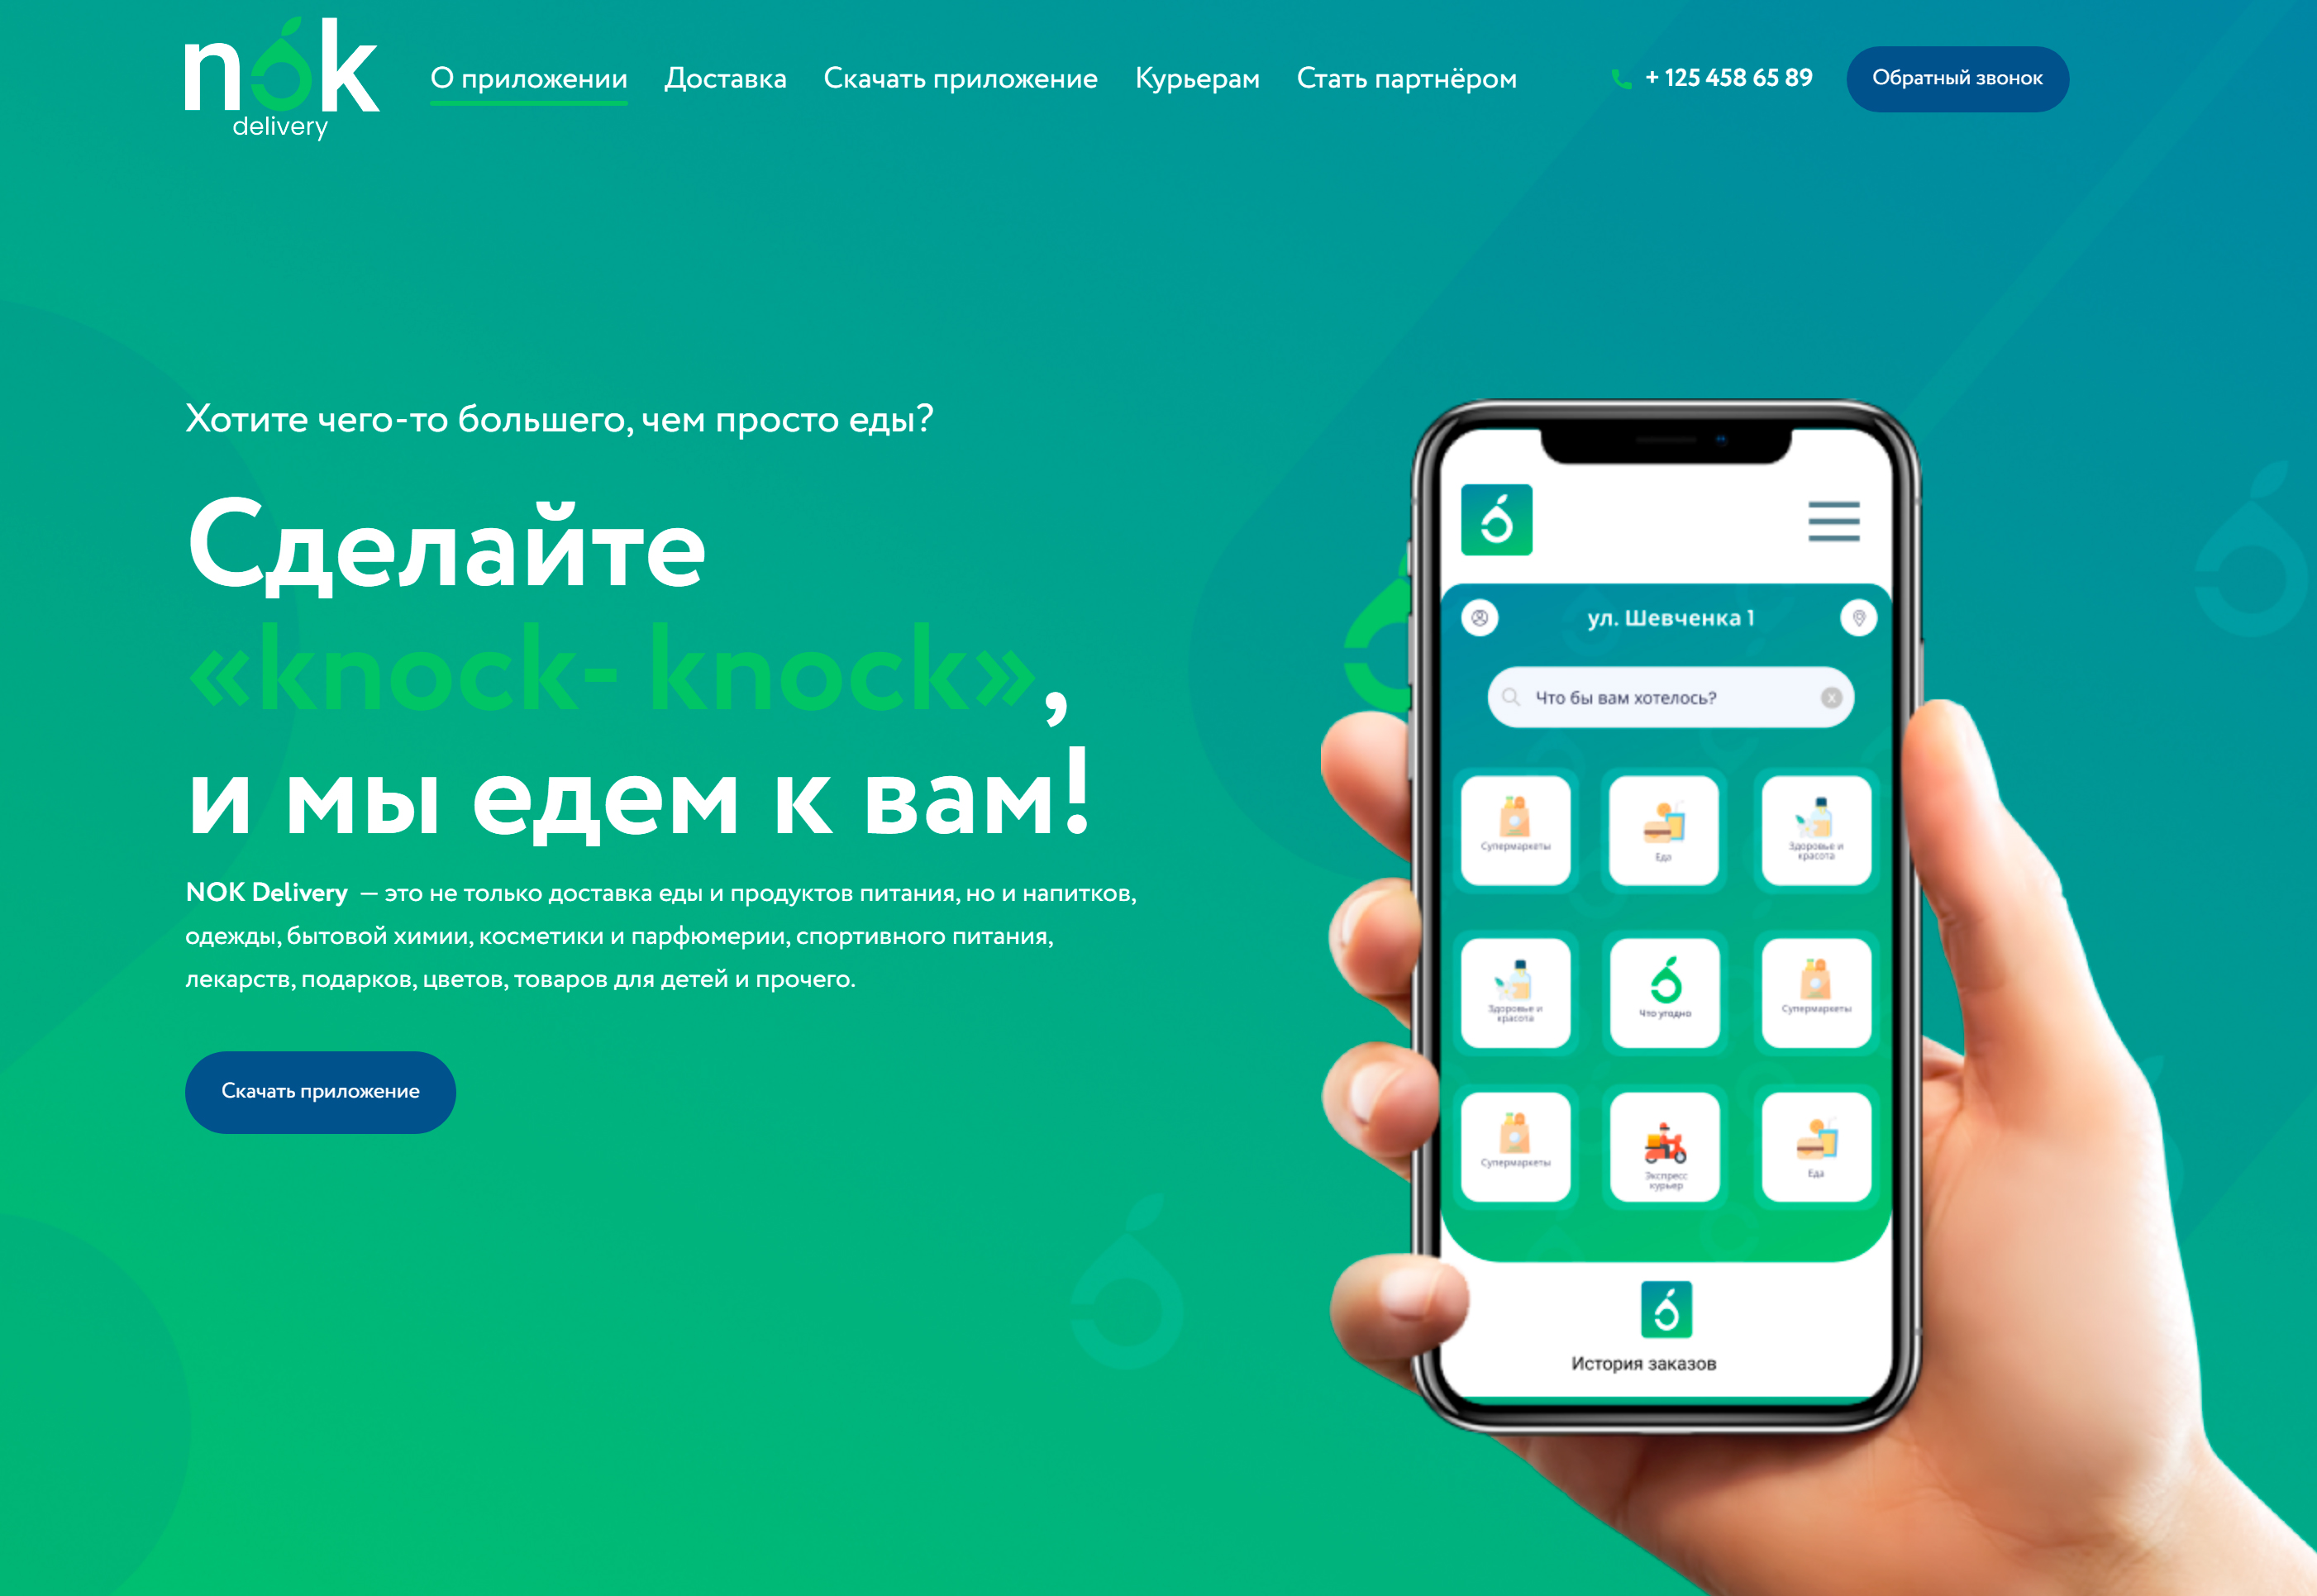 nok
delivery
О приложении
Доставка
Скачать приложение
Курьерам
Стать партнёром
+ 125 458 65 89
Обратный звонок
Хотите чего-то большего, чем просто еды?
Сделайте
«knock- knock»,
и мы едем к вам!
NOK Delivery — это не только доставка еды и продуктов питания, но и напитков,
одежды, бытовой химии, косметики и парфюмерии, спортивного питания,
лекарств, подарков, цветов, товаров для детей и прочего.
Скачать приложение
ул. Шевченка 1
Что бы вам хотелось?
Супермаркеты
Еда
Здоровье и
красота
Здоровье и
красота
Что угодно
Супермаркеты
Супермаркеты
Экспресс
курьер
Еда
История заказов